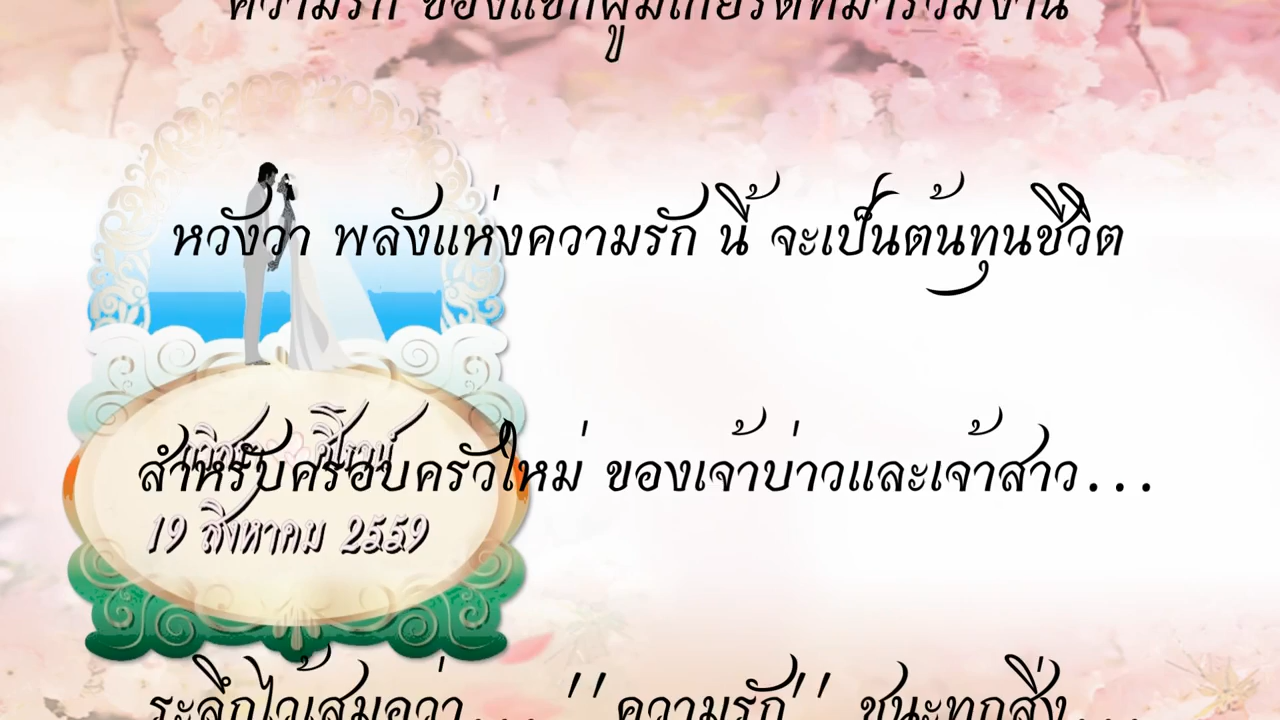 ความรัก ของแขกผู้มีเกียรติที่มาร่วมงาน
หวังว่า พลังแห่งความรัก นี้ จะเป็นต้นทุนชีวิต
สำหรับครอบครัวใหม่ ของเจ้าบ่าวและเจ้าสาว...
19 สิงหาคม 2559
ระลึกไว้เสมอว่า... ''ความรัก'' ชนะทุกสิ่ง...